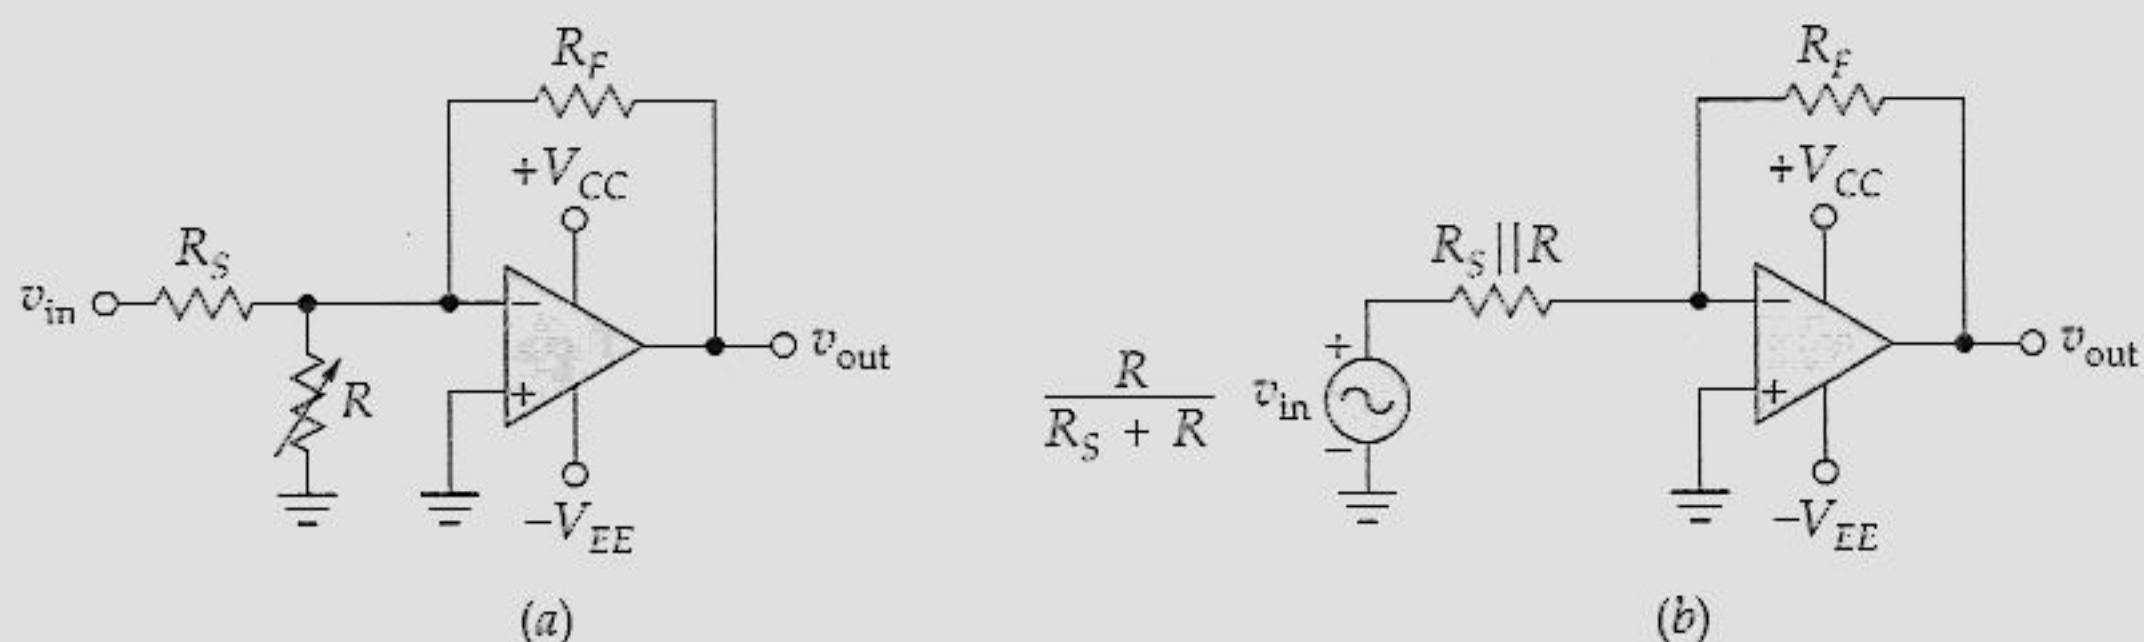 R_F
+V_CC
R_S
v_in
−
+
R
v_out
−V_EE
(a)
R_F
+V_CC
R_S||R
+
−
R
R_S + R
v_in
−
+
v_out
−V_EE
(b)